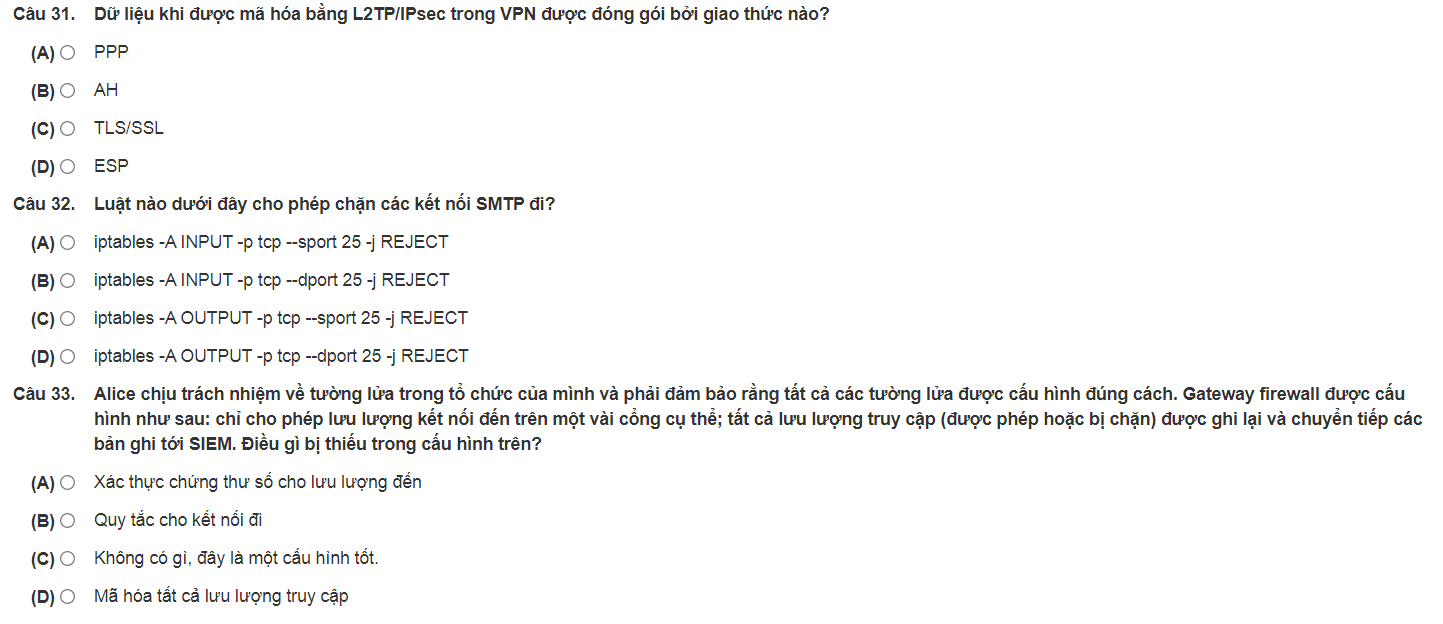 Câu 31. Dữ liệu khi được mã hóa bằng L2TP/IPsec trong VPN được đóng gói bởi giao thức nào?
(A) PPP
(B) AH
(C) TLS/SSL
(D) ESP
Câu 32. Luật nào dưới đây cho phép chặn các kết nối SMTP đi?
(A) iptables -A INPUT -p tcp --sport 25 -j REJECT
(B) iptables -A INPUT -p tcp --dport 25 -j REJECT
(C) iptables -A OUTPUT -p tcp --sport 25 -j REJECT
(D) iptables -A OUTPUT -p tcp --dport 25 -j REJECT
Câu 33. Alice chịu trách nhiệm về tường lửa trong tổ chức của mình và phải đảm bảo rằng tất cả các tường lửa được cấu hình đúng cách. Gateway firewall được cấu
hình như sau: chỉ cho phép lưu lượng kết nối đến trên một vài cổng cụ thể; tất cả lưu lượng truy cập (được phép hoặc bị chặn) được ghi lại và chuyển tiếp các
bản ghi tới SIEM. Điều gì bị thiếu trong cấu hình trên?
(A) Xác thực chứng thư số cho lưu lượng đến
(B) Quy tắc cho kết nối đi
(C) Không có gì, đây là một cấu hình tốt.
(D) Mã hóa tất cả lưu lượng truy cập